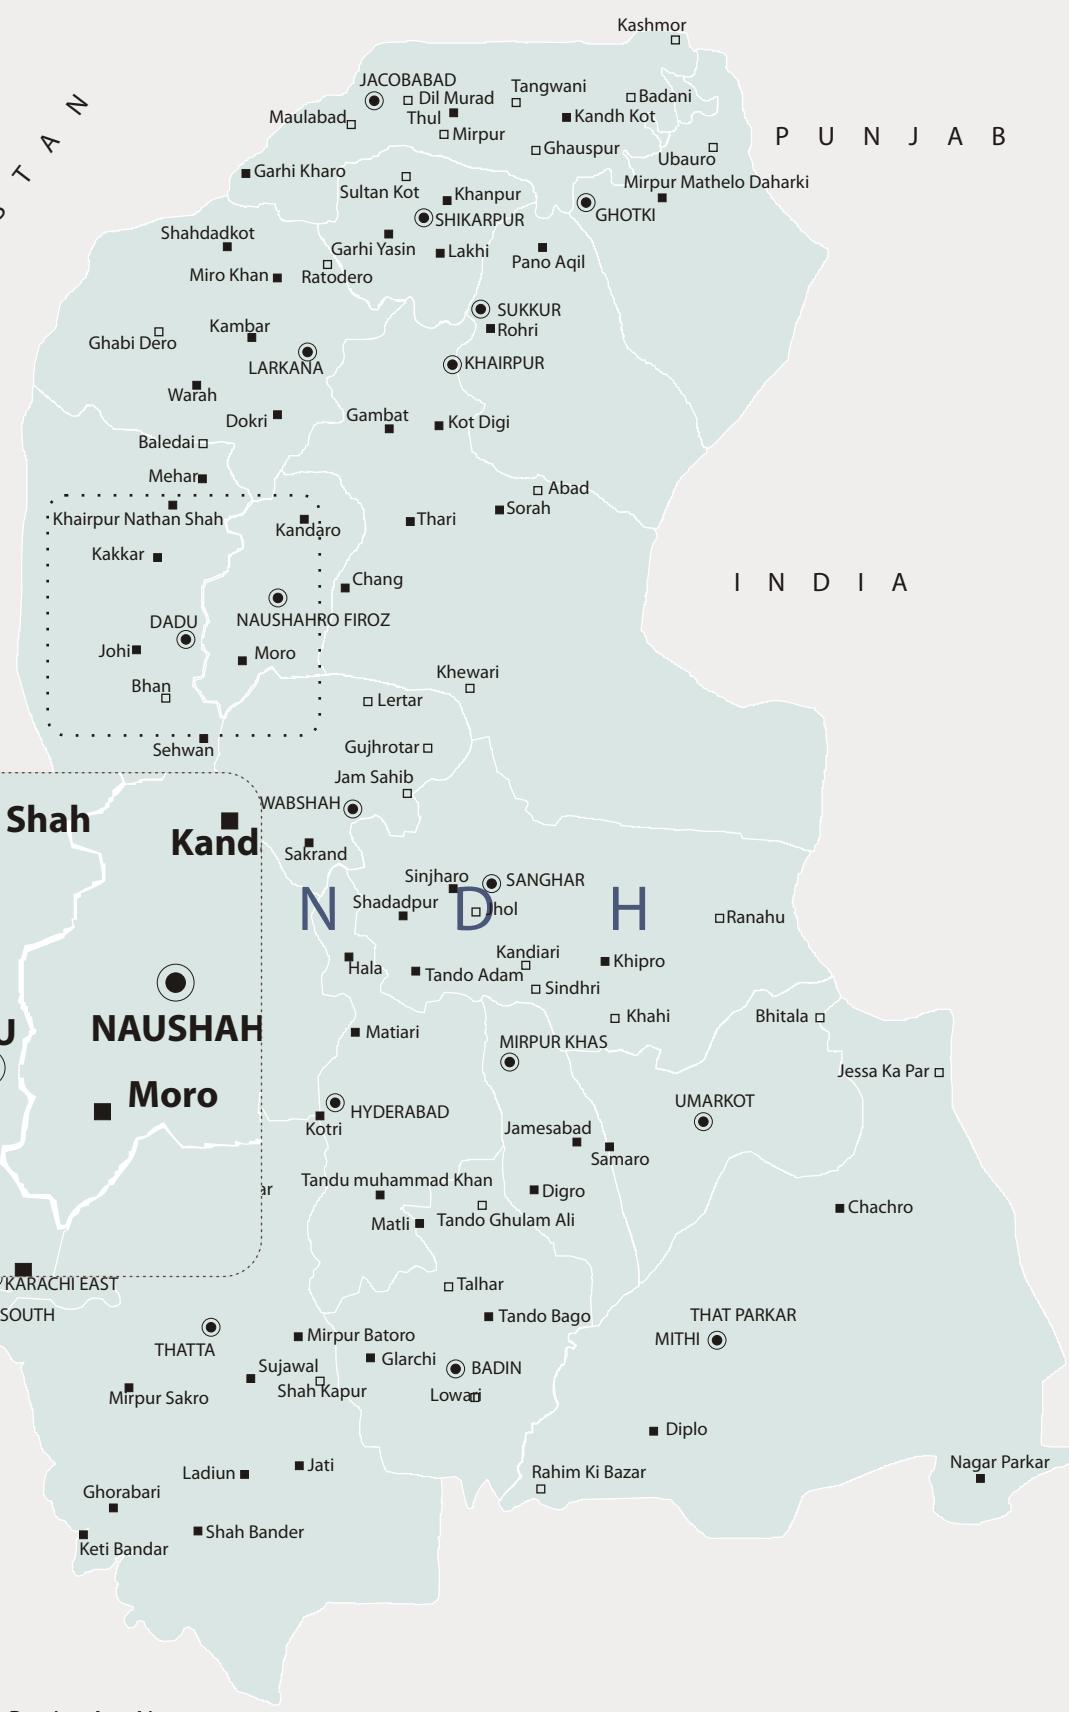 Kashmor
JACOBABAD
Tangwani
Dil Murad
Badani
S T A N
Maulabad
Thul
Kandh Kot
Mirpur
P U N J A B
Ghauspur
Ubauro
Garhi Kharo
Sultan Kot
Khanpur
Mirpur Mathelo Daharki
SHIKARPUR
GHOTKI
Shahdadkot
Garhi Yasin
Lakhi
Pano Aqil
Miro Khan
Ratodero
SUKKUR
Rohri
Kambar
Ghabi Dero
LARKANA
KHAIRPUR
Warah
Dokri
Gambat
Kot Digi
Baledai
Mehar
Abad
Sorah
Khairpur Nathan Shah
Kandaro
Thari
Kakkar
Chang
I N D I A
DADU
NAUSHAHRO FIROZ
Johi
Moro
Bhan
Khewari
Lertar
Sehwan
Gujhrotar
Jam Sahib
WABSHAH
Shah
Kand
Sakrand
Sinjharo
SANGHAR
Shadadpur
N D H
Jhol
Ranahu
Kandiari
Hala
Tando Adam
Khipro
Sindhri
NAUSHAH
U
Matiari
Khahi
Bhitala
MIRPUR KHAS
Jessa Ka Par
Moro
HYDERABAD
UMARKOT
Kotri
Jamesabad
Samaro
Tandu muhammad Khan
ar
Digro
Chachro
Matli
Tando Ghulam Ali
KARACHI EAST
Talhar
SOUTH
Tando Bago
THAT PARKAR
THATTA
Mirpur Batoro
MITHI
Glarchi
Sujawal
BADIN
Mirpur Sakro
Shah Kapur
Lowari
Diplo
Ladiun
Jati
Rahim Ki Bazar
Nagar Parkar
Ghorabari
Shah Bander
Keti Bandar